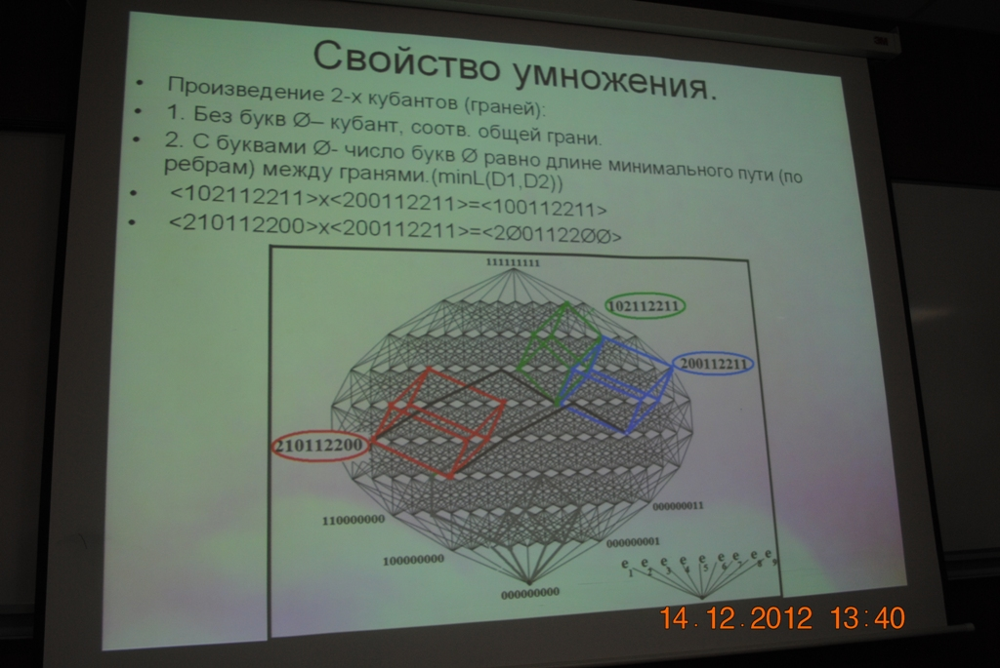 Свойство умножения.
• Произведение 2-х кубантов (граней):
• 1. Без букв Ø– кубант, соотв. общей грани.
• 2. С буквами Ø- число букв Ø равно длине минимального пути (по
ребрам) между гранями.(minL(D1,D2))
• <102112211>x<200112211>=<100112211>
• <210112200>x<200112211>=<2Ø01122ØØ>
111111111
102112211
200112211
210112200
110000000
000000011
100000000
000000001
000000000
e1 e2 e3 e4 e5 e6 e7 e8 e9
14.12.2012 13:40